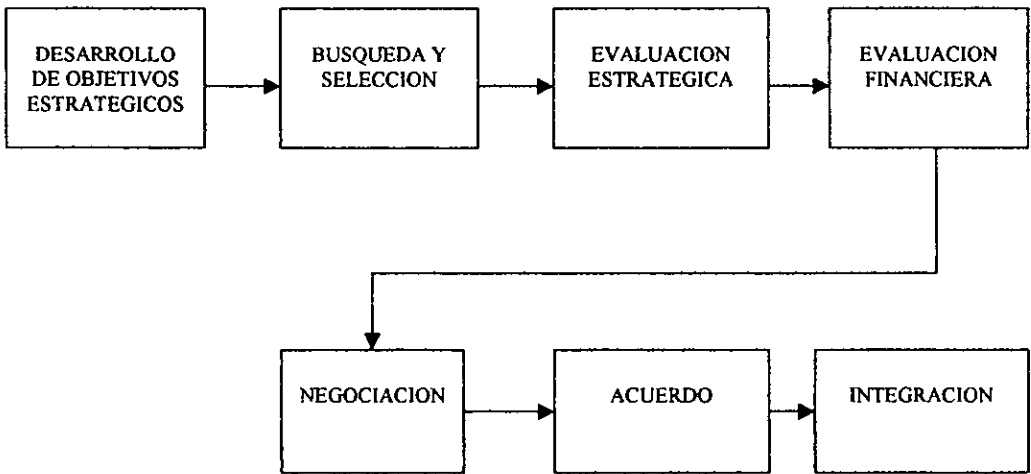 DESARROLLO
DE OBJETIVOS
ESTRATEGICOS
BUSQUEDA Y
SELECCION
EVALUACION
ESTRATEGICA
EVALUACION
FINANCIERA
NEGOCIACION
ACUERDO
INTEGRACION